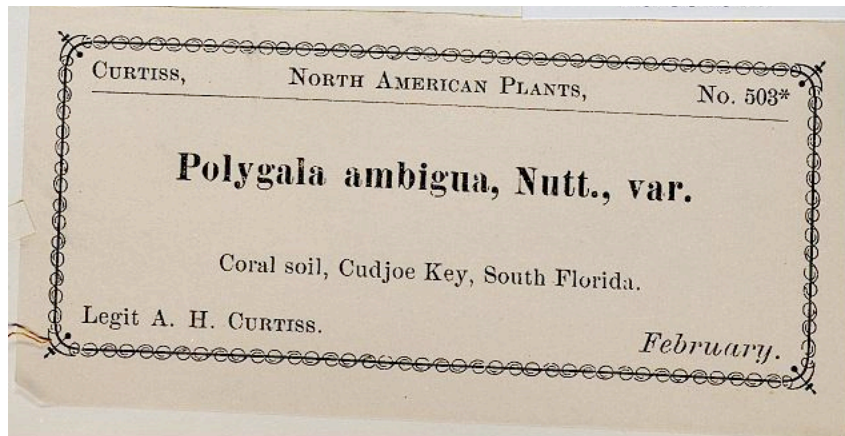 CURTISS, NORTH AMERICAN PLANTS, No. 503*
Polygala ambigua, Nutt., var.
Coral soil, Cudjoe Key, South Florida.
Legit A. H. CURTISS.
February.